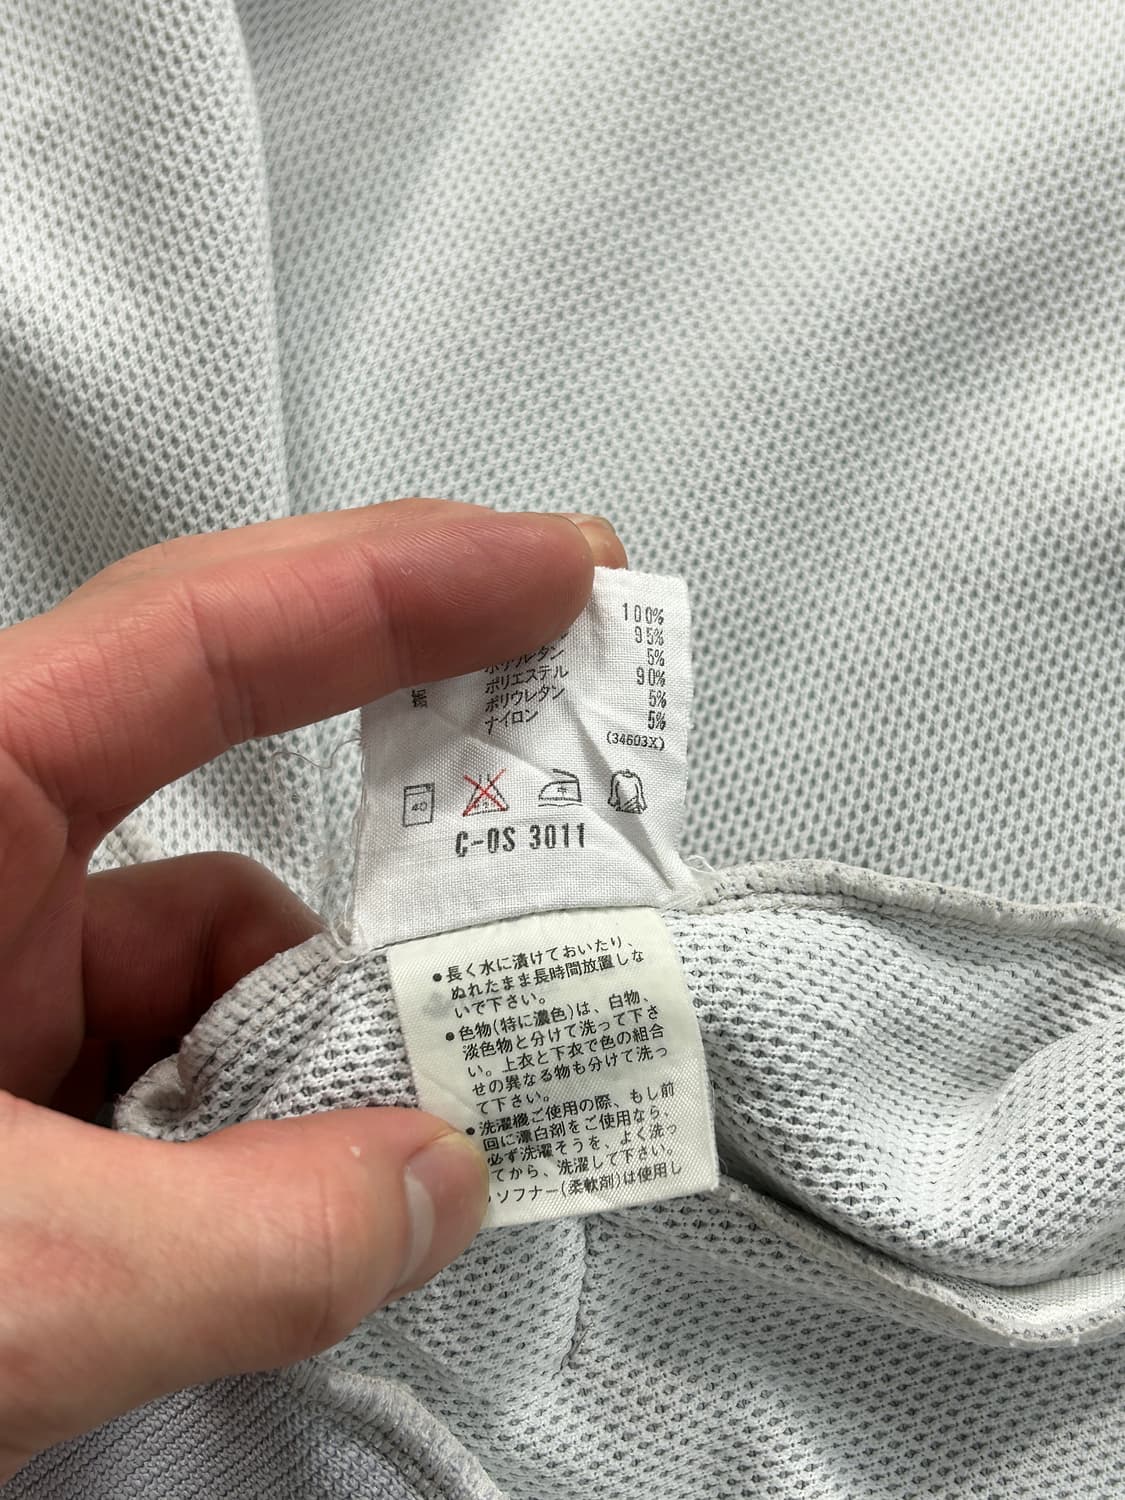 100%
95%
5%
ポリエステル 90%
ポリウレタン 5%
ナイロン 5%
(34603X)
40
中
C-OS 3011
●長く水に漬けておいたり、
ぬれたまま長時間放置しな
いで下さい。
●色物(特に濃色)は、白物、
淡色物と分けて洗って下さ
い。上衣と下衣で色の組合
せの異なる物も分けて洗っ
て下さい。
●洗濯機ご使用の際、もし前
回に漂白剤をご使用なら、
必ず洗濯そうを、よく洗っ
てから、洗濯して下さい。
ソフナー(柔軟剤)は使用し